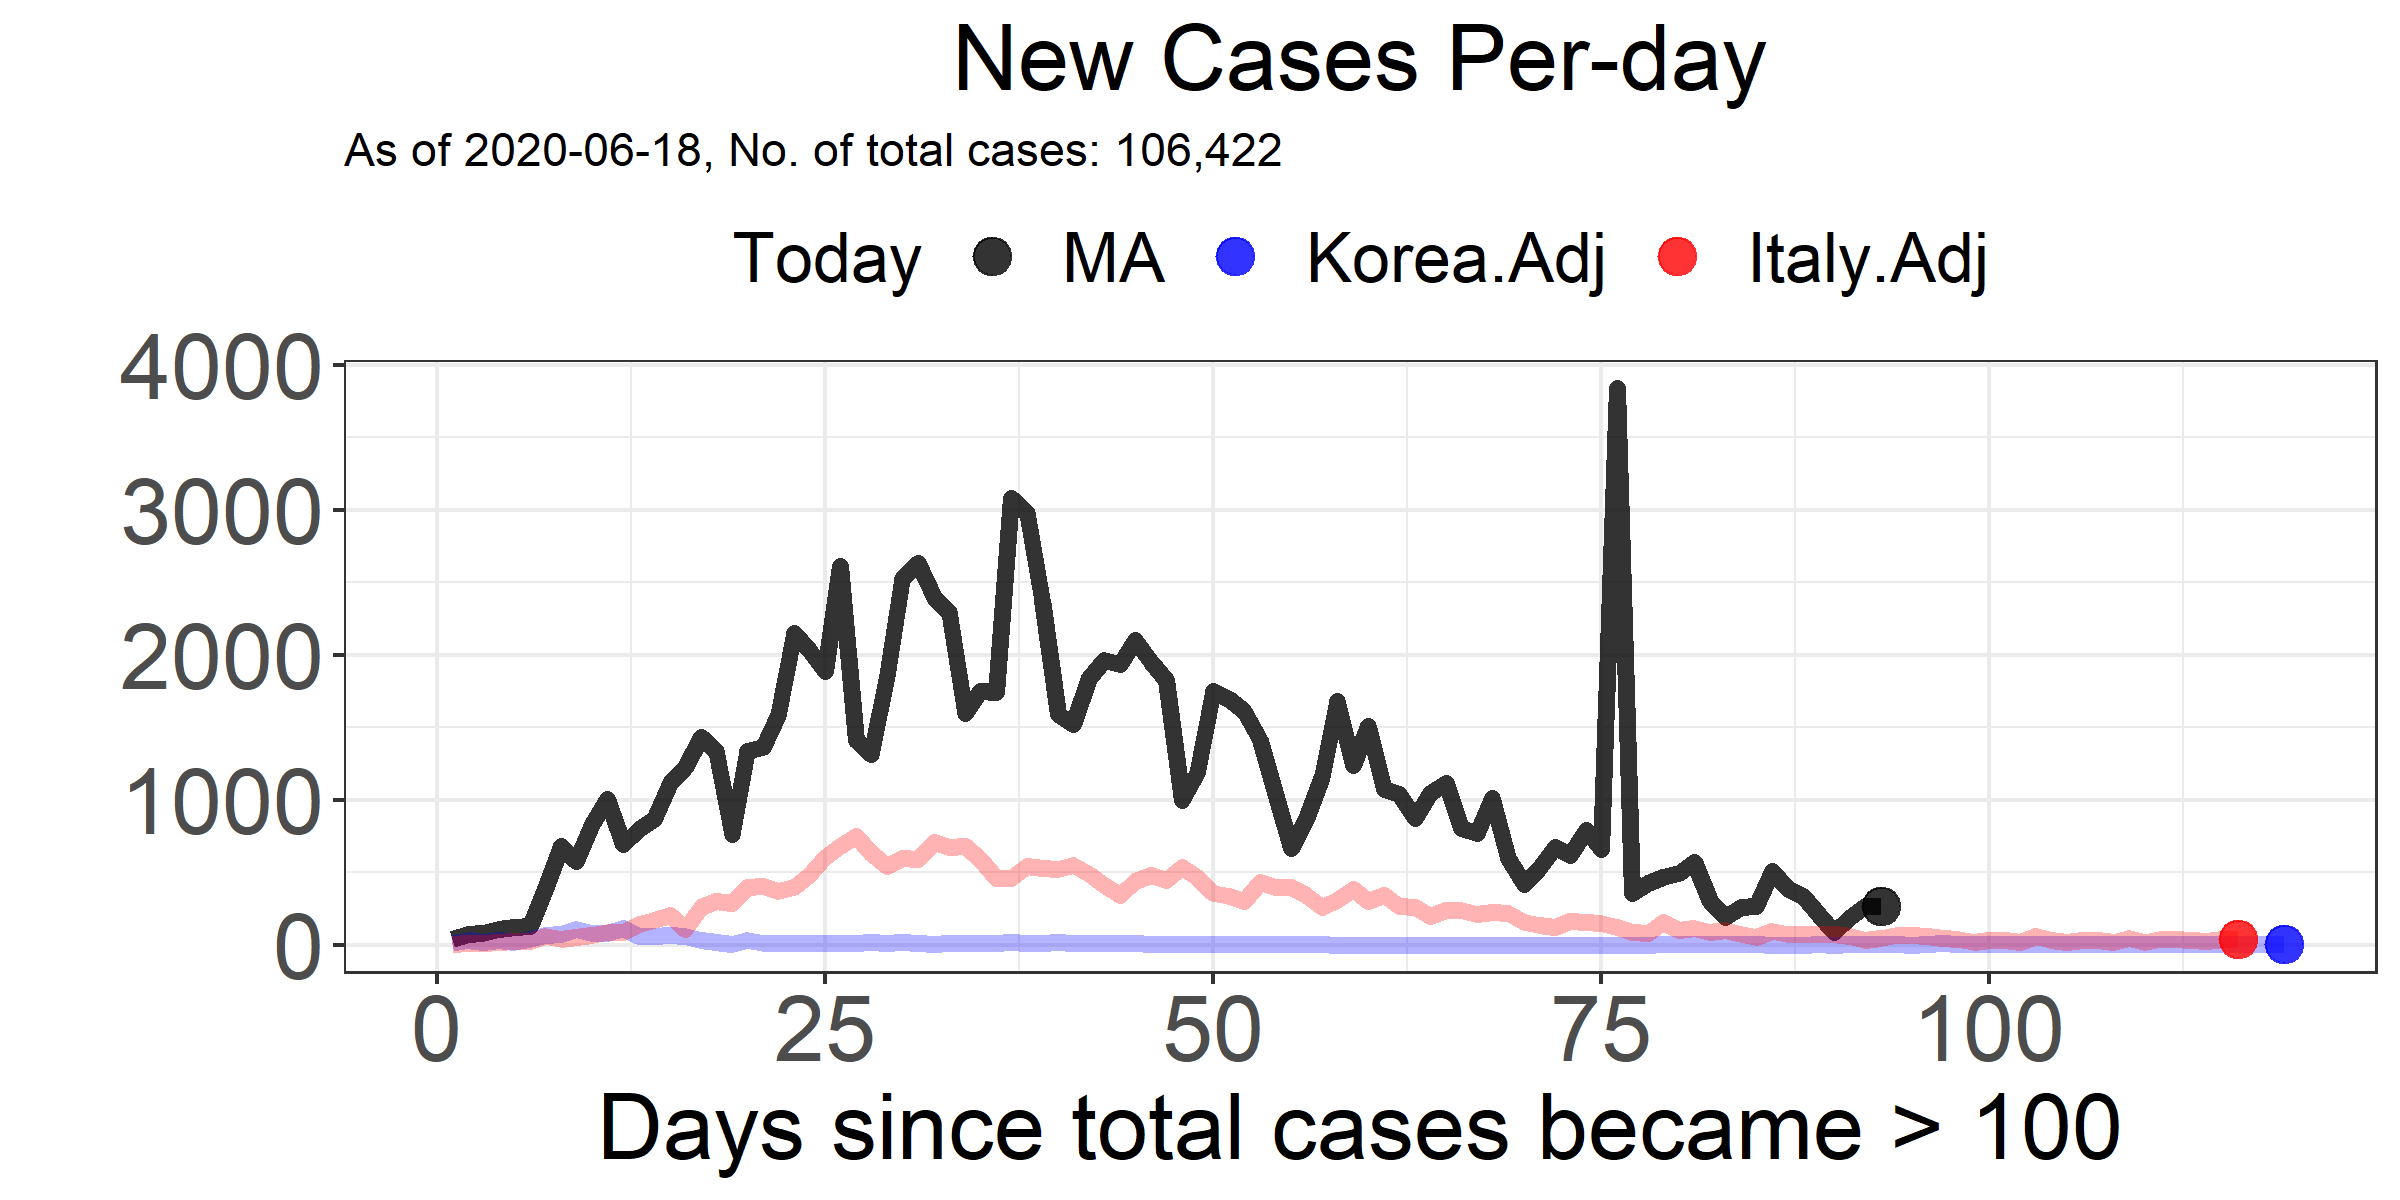 New Cases Per-day
As of 2020-06-18, No. of total cases: 106,422
Today MA Korea.Adj Italy.Adj
4000
3000
2000
1000
0
0 25 50 75 100
Days since total cases became > 100